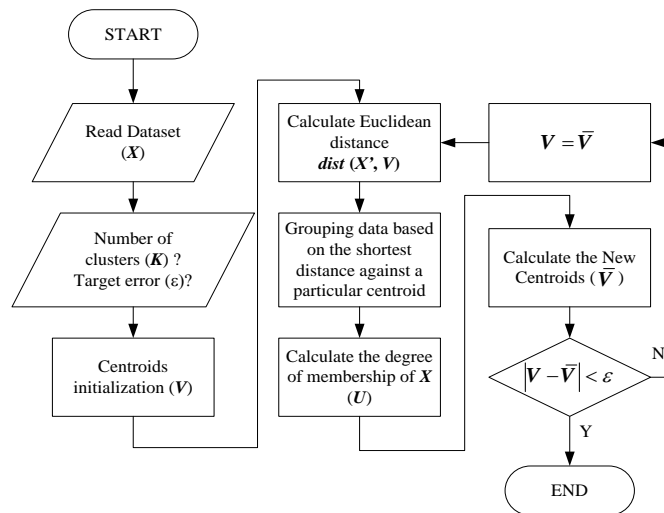 START
Read Dataset
(X)
Number of
clusters (K) ?
Target error (ε)?
Centroids
initialization (V)
Calculate Euclidean
distance
dist (X', V)
Grouping data based
on the shortest
distance against a
particular centroid
Calculate the degree
of membership of X
(U)
V = V̄
Calculate the New
Centroids (V̄)
|V − V̄| < ε
N
Y
END